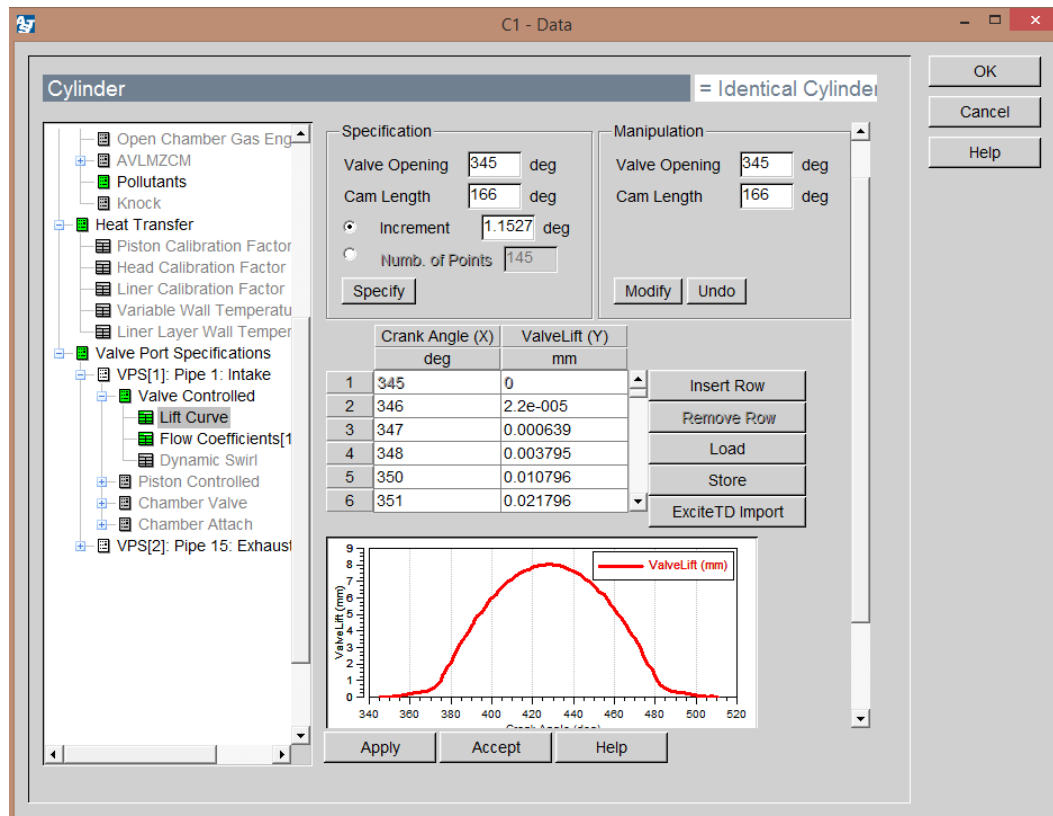 C1 - Data
Cylinder
= Identical Cylinder
OK
Cancel
Help
Open Chamber Gas Eng
AVLMZCM
Pollutants
Knock
Heat Transfer
Piston Calibration Factor
Head Calibration Factor
Liner Calibration Factor
Variable Wall Temperatu
Liner Layer Wall Temper
Valve Port Specifications
VPS[1]: Pipe 1: Intake
Valve Controlled
Lift Curve
Flow Coefficients[1
Dynamic Swirl
Piston Controlled
Chamber Valve
Chamber Attach
VPS[2]: Pipe 15: Exhaust
Specification
Valve Opening 345 deg
Cam Length 166 deg
Increment 1.1527 deg
Numb. of Points 145
Specify
Manipulation
Valve Opening 345 deg
Cam Length 166 deg
Modify Undo
Crank Angle (X) ValveLift (Y)
deg mm
1 345 0
2 346 2.2e-005
3 347 0.000639
4 348 0.003795
5 350 0.010796
6 351 0.021796
Insert Row
Remove Row
Load
Store
ExciteTD Import
ValveLift (mm)
9
8
7
6
5
4
3
2
1
0
ValveLift (mm)
340 360 380 400 420 440 460 480 500 520
Crank Angle (deg)
Apply Accept Help